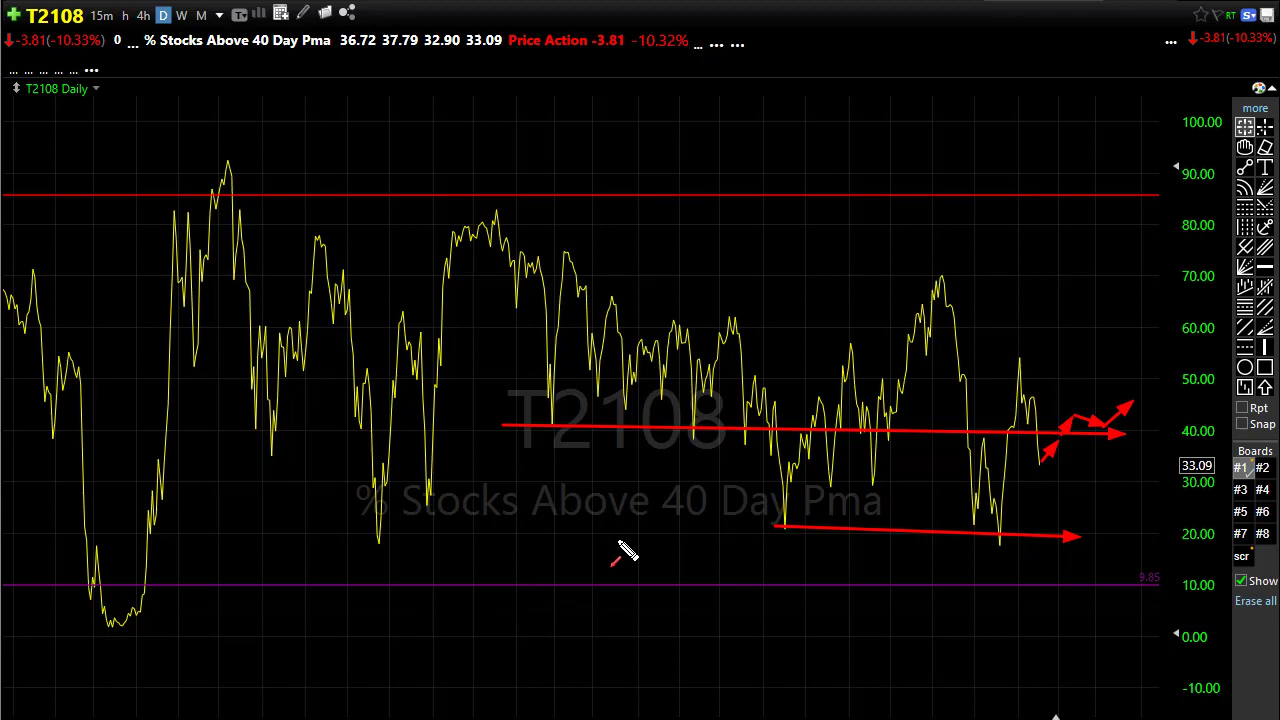 T2108 15m h 4h D W M T RT S
-3.81(-10.33%) 0 ... % Stocks Above 40 Day Pma 36.72 37.79 32.90 33.09 Price Action -3.81 -10.32% ... ... ... ... -3.81(-10.33%)
... ... ... ... ... ...
T2108 Daily
more
100.00
90.00
80.00
70.00
60.00
50.00
40.00
33.09
30.00
20.00
10.00
0.00
-10.00
T2108
% Stocks Above 40 Day Pma
9.85
T
Rpt
Snap
Boards
#1 #2
#3 #4
#5 #6
#7 #8
scr
Show
Erase all